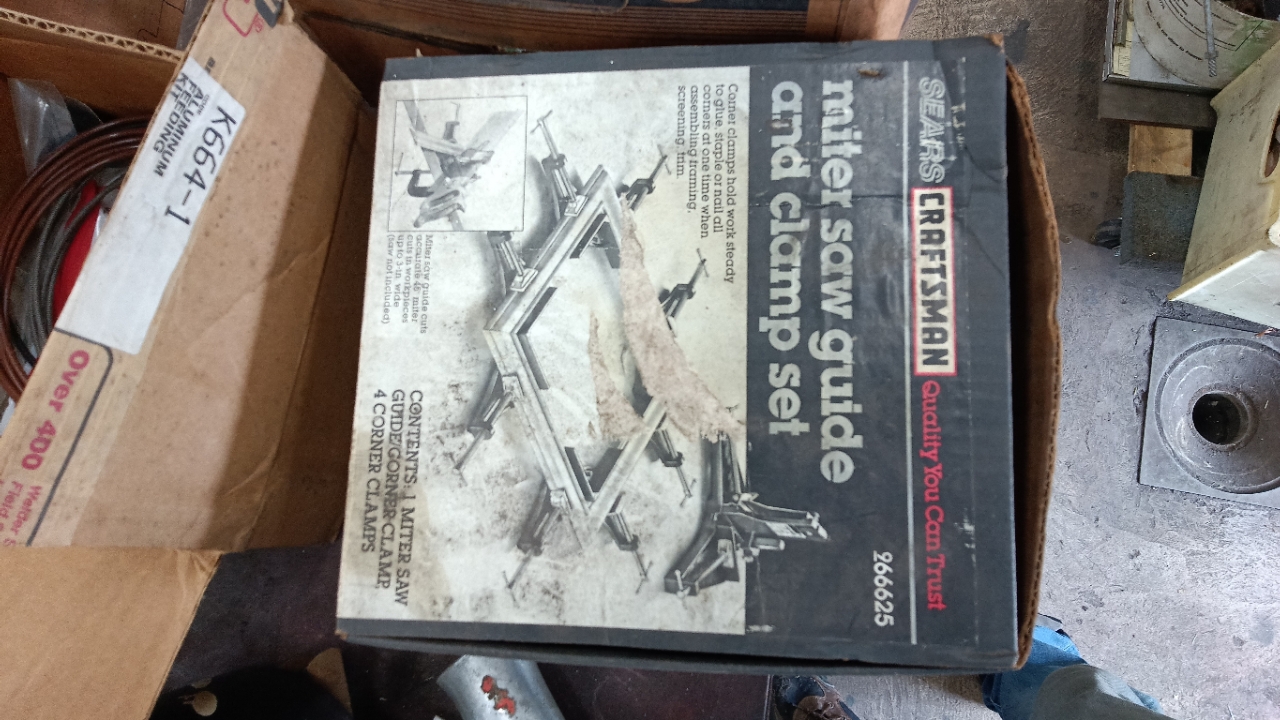 SEARS CRAFTSMAN Quality You Can Trust
miter saw guide
and clamp set
266625
Corner clamps hold work steady
to glue, staple or nail all
corners at one time when
assembling framing,
screening, trim.
Miter saw guide cuts
accurate 45° miter
cuts in workpieces
up to 3-in. wide
(saw not included)
CONTENTS: 1 MITER SAW
GUIDE/CORNER CLAMP,
4 CORNER CLAMPS
K664-1
ALUMINUM
FEEDING
KIT
Over 400
Welder
Field